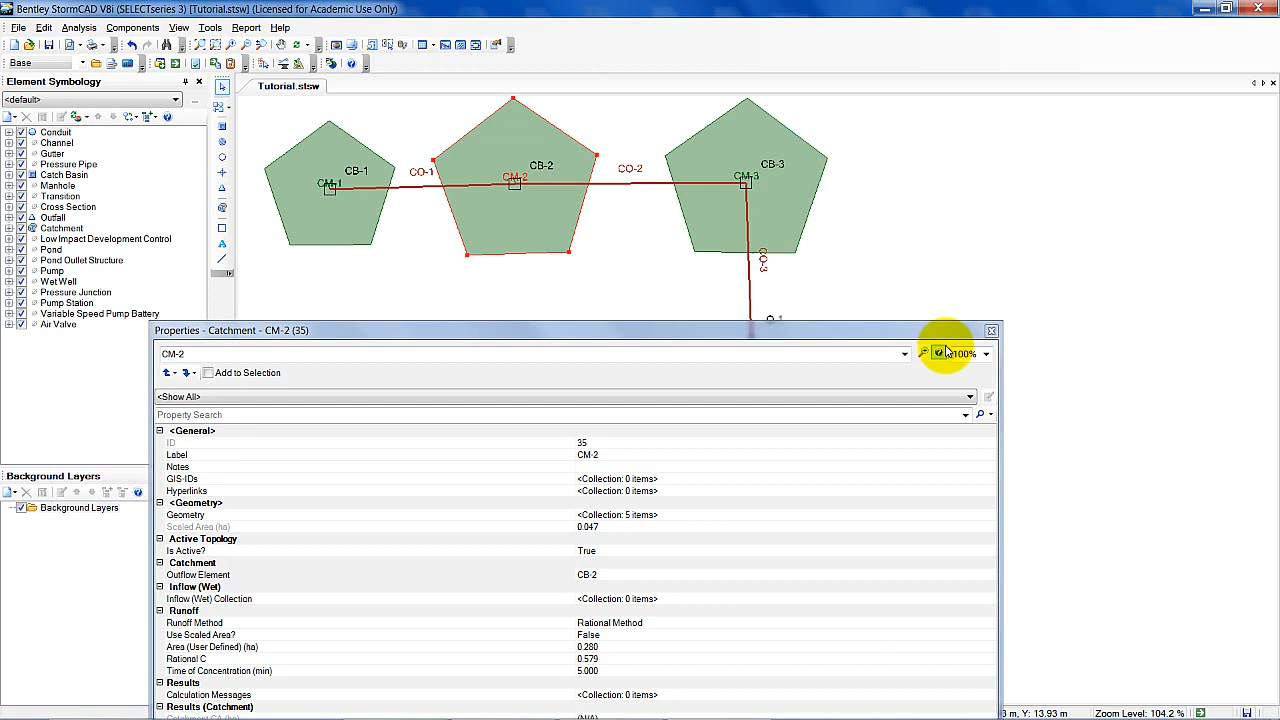 Bentley StormCAD V8i (SELECTseries 3) [Tutorial.stsw] (Licensed for Academic Use Only)
File Edit Analysis Components View Tools Report Help
Base
Element Symbology
<default>
Conduit
Channel
Gutter
Pressure Pipe
Catch Basin
Manhole
Transition
Cross Section
Outfall
Catchment
Low Impact Development Control
Pond
Pond Outlet Structure
Pump
Wet Well
Pressure Junction
Pump Station
Variable Speed Pump Battery
Air Valve
Background Layers
Background Layers
Tutorial.stsw
CB-1
CM-1
CO-1
CB-2
CM-2
CO-2
CB-3
CM-3
CO-3
Properties - Catchment - CM-2 (35)
CM-2
100%
Add to Selection
<Show All>
Property Search
<General>
ID 35
Label CM-2
Notes
GIS-IDs <Collection: 0 items>
Hyperlinks <Collection: 0 items>
<Geometry>
Geometry <Collection: 5 items>
Scaled Area (ha) 0.047
Active Topology
Is Active? True
Catchment
Outflow Element CB-2
Inflow (Wet)
Inflow (Wet) Collection <Collection: 0 items>
Runoff
Runoff Method Rational Method
Use Scaled Area? False
Area (User Defined) (ha) 0.280
Rational C 0.579
Time of Concentration (min) 5.000
Results
Calculation Messages <Collection: 0 items>
Results (Catchment)
Catchment CA (ha) (N/A)
m, Y: 13.93 m Zoom Level: 104.2 %